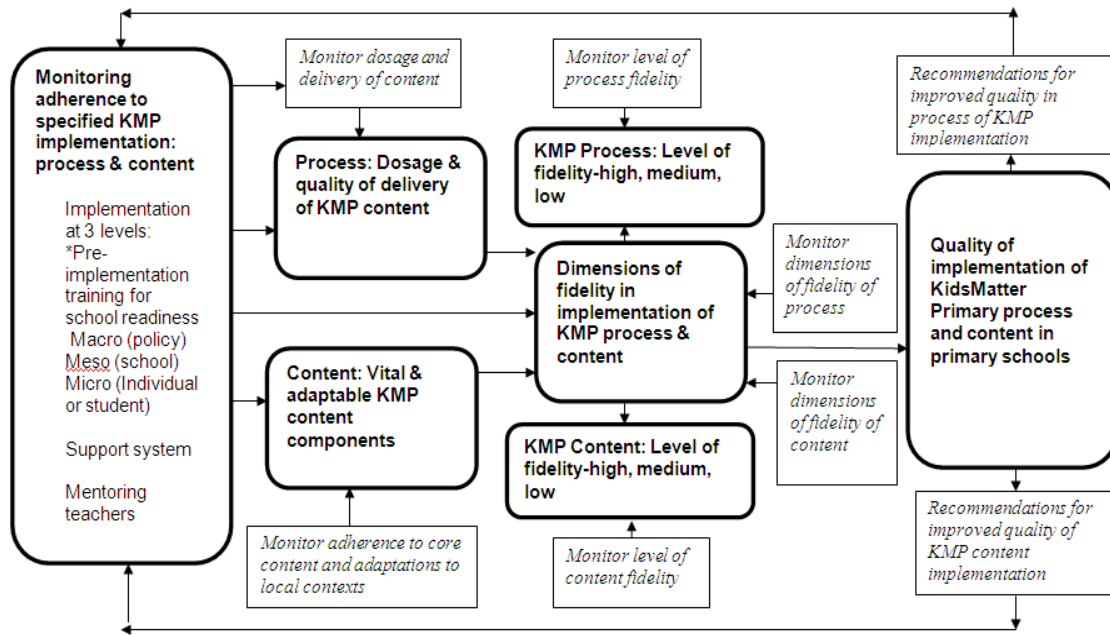 Monitoring
adherence to
specified KMP
implementation:
process & content
Implementation
at 3 levels:
*Pre-
implementation
training for
school readiness
Macro (policy)
Meso (school)
Micro (Individual
or student)
Support system
Mentoring
teachers
Monitor dosage and
delivery of content
Process: Dosage &
quality of delivery
of KMP content
Content: Vital &
adaptable KMP
content
components
Monitor adherence to core
content and adaptations to
local contexts
Monitor level of
process fidelity
KMP Process: Level of
fidelity-high, medium,
low
Dimensions of
fidelity in
implementation of
KMP process &
content
KMP Content: Level of
fidelity-high, medium,
low
Monitor level of
content fidelity
Monitor
dimensions
of fidelity of
process
Monitor
dimensions
of fidelity of
content
Recommendations for
improved quality in
process of KMP
implementation
Quality of
implementation of
KidsMatter
Primary process
and content in
primary schools
Recommendations for
improved quality of
KMP content
implementation